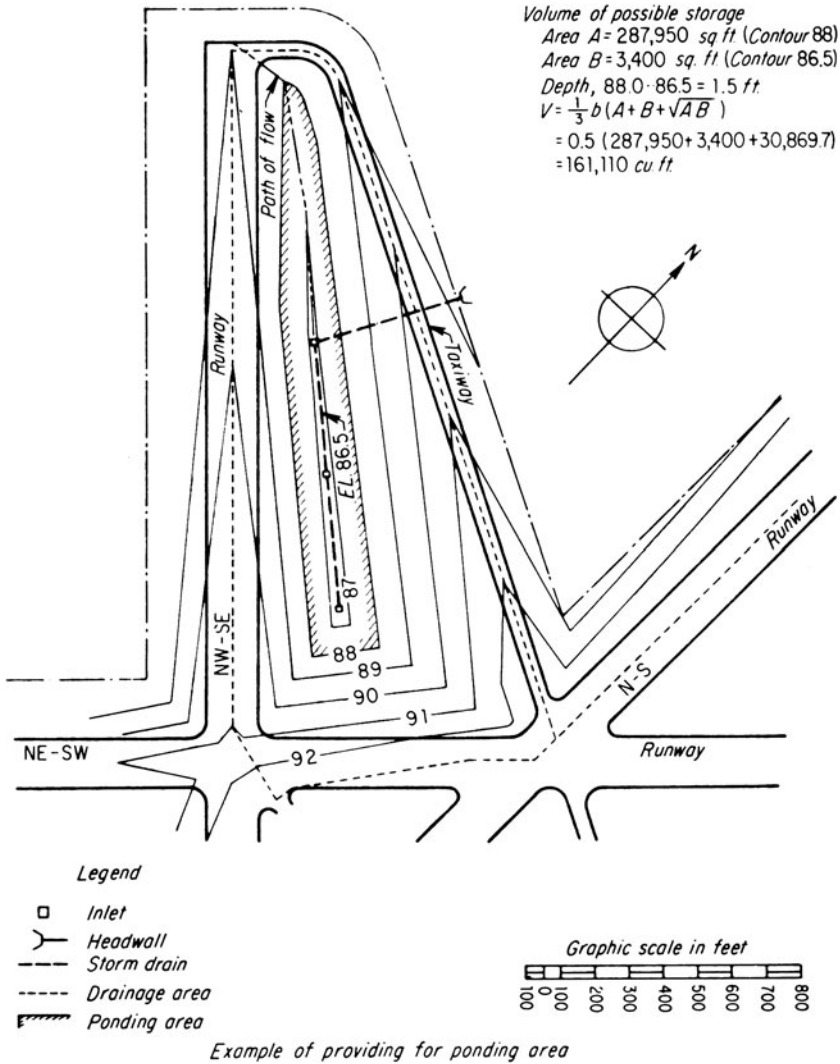 Volume of possible storage
Area A = 287,950 sq ft. (Contour 88)
Area B = 3,400 sq. ft. (Contour 86.5)
Depth, 88.0-86.5 = 1.5 ft.
V = 1/3 b (A + B + √AB )
= 0.5 (287,950+3,400+30,869.7)
= 161,110 cu. ft.
Path of flow
N
Runway
Taxiway
EL. 86.5
Runway
87
NW-SE
88
89
90
N-S
91
NE-SW
92
Runway
Legend
Inlet
Headwall
Storm drain
Drainage area
Ponding area
Graphic scale in feet
100 0 100 200 300 400 500 600 700 800
Example of providing for ponding area